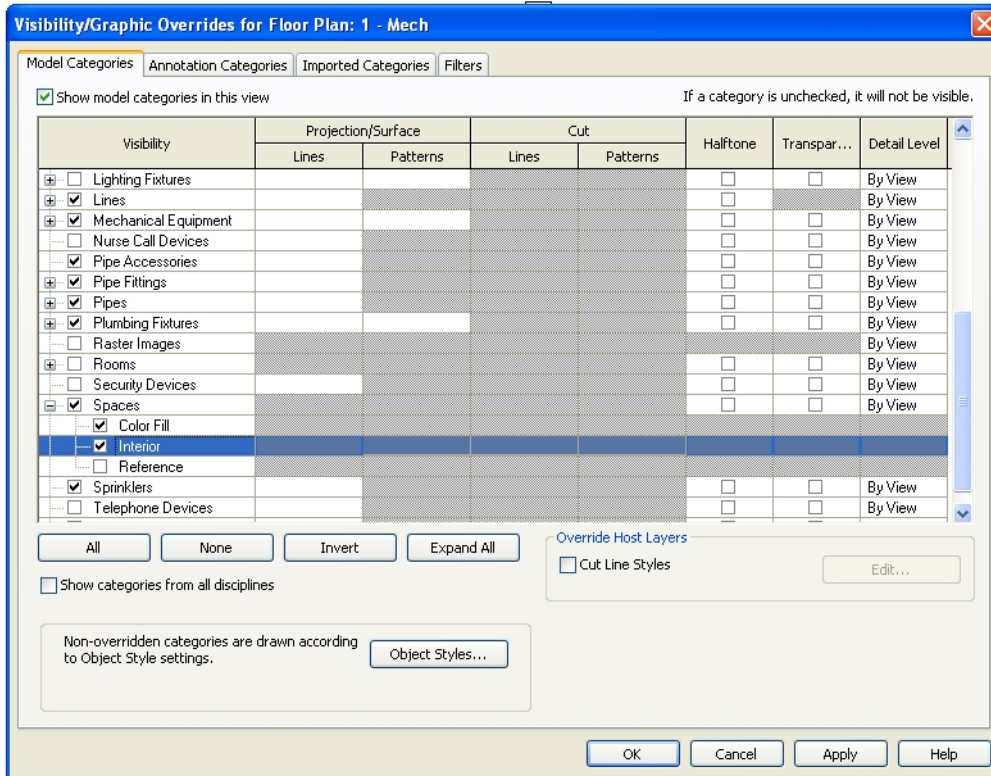 Visibility/Graphic Overrides for Floor Plan: 1 - Mech
Model Categories Annotation Categories Imported Categories Filters
Show model categories in this view If a category is unchecked, it will not be visible.
Visibility Projection/Surface Cut Halftone Transpar... Detail Level
Lines Patterns Lines Patterns
Lighting Fixtures By View
Lines By View
Mechanical Equipment By View
Nurse Call Devices By View
Pipe Accessories By View
Pipe Fittings By View
Pipes By View
Plumbing Fixtures By View
Raster Images By View
Rooms By View
Security Devices By View
Spaces By View
Color Fill
Interior
Reference
Sprinklers By View
Telephone Devices By View
All None Invert Expand All
Override Host Layers
Cut Line Styles Edit...
Show categories from all disciplines
Non-overridden categories are drawn according
to Object Style settings.
Object Styles...
OK Cancel Apply Help